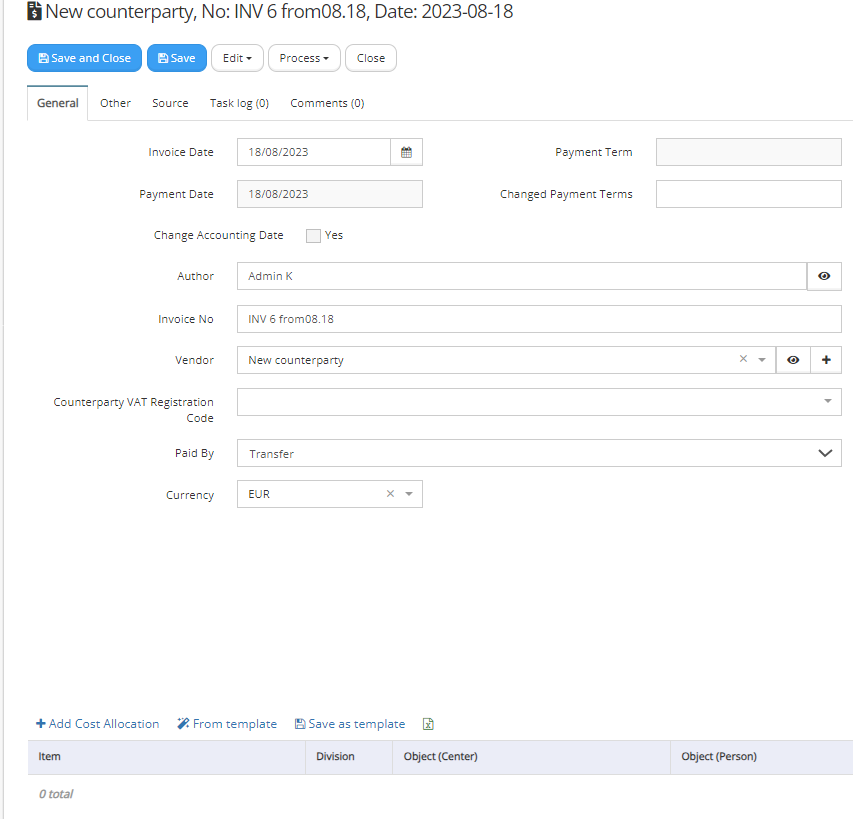 New counterparty, No: INV 6 from08.18, Date: 2023-08-18
Save and Close Save Edit Process Close
General Other Source Task log (0) Comments (0)
Invoice Date 18/08/2023 Payment Term
Payment Date 18/08/2023 Changed Payment Terms
Change Accounting Date Yes
Author Admin K
Invoice No INV 6 from08.18
Vendor New counterparty
Counterparty VAT Registration
Code
Paid By Transfer
Currency EUR
Add Cost Allocation From template Save as template
Item Division Object (Center) Object (Person)
0 total